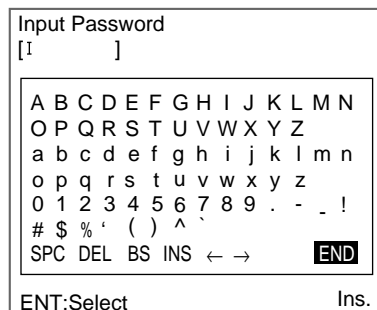 Input Password
[I ]
A B C D E F G H I J K L M N
O P Q R S T U V W X Y Z
a b c d e f g h i j k l m n
o p q r s t u v w x y z
0 1 2 3 4 5 6 7 8 9 . - _ !
# $ % ‘ ( ) ^ `
SPC DEL BS INS ← → END
ENT:Select Ins.